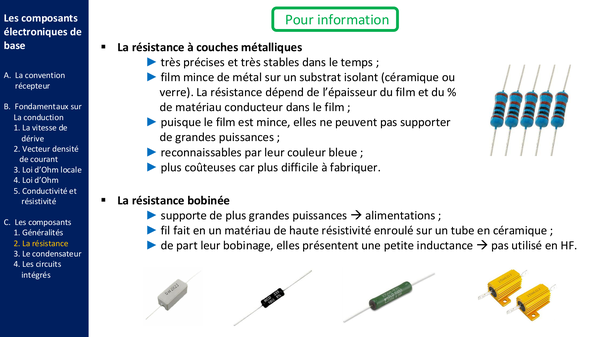 Les composants
électroniques de
base
A. La convention
récepteur
B. Fondamentaux sur
La conduction
1. La vitesse de
dérive
2. Vecteur densité
de courant
3. Loi d'Ohm locale
4. Loi d'Ohm
5. Conductivité et
résistivité
C. Les composants
1. Généralités
2. La résistance
3. Le condensateur
4. Les circuits
intégrés
Pour information
▪ La résistance à couches métalliques
► très précises et très stables dans le temps ;
► film mince de métal sur un substrat isolant (céramique ou
verre). La résistance dépend de l'épaisseur du film et du %
de matériau conducteur dans le film ;
► puisque le film est mince, elles ne peuvent pas supporter
de grandes puissances ;
► reconnaissables par leur couleur bleue ;
► plus coûteuses car plus difficile à fabriquer.
▪ La résistance bobinée
► supporte de plus grandes puissances → alimentations ;
► fil fait en un matériau de haute résistivité enroulé sur un tube en céramique ;
► de part leur bobinage, elles présentent une petite inductance → pas utilisé en HF.